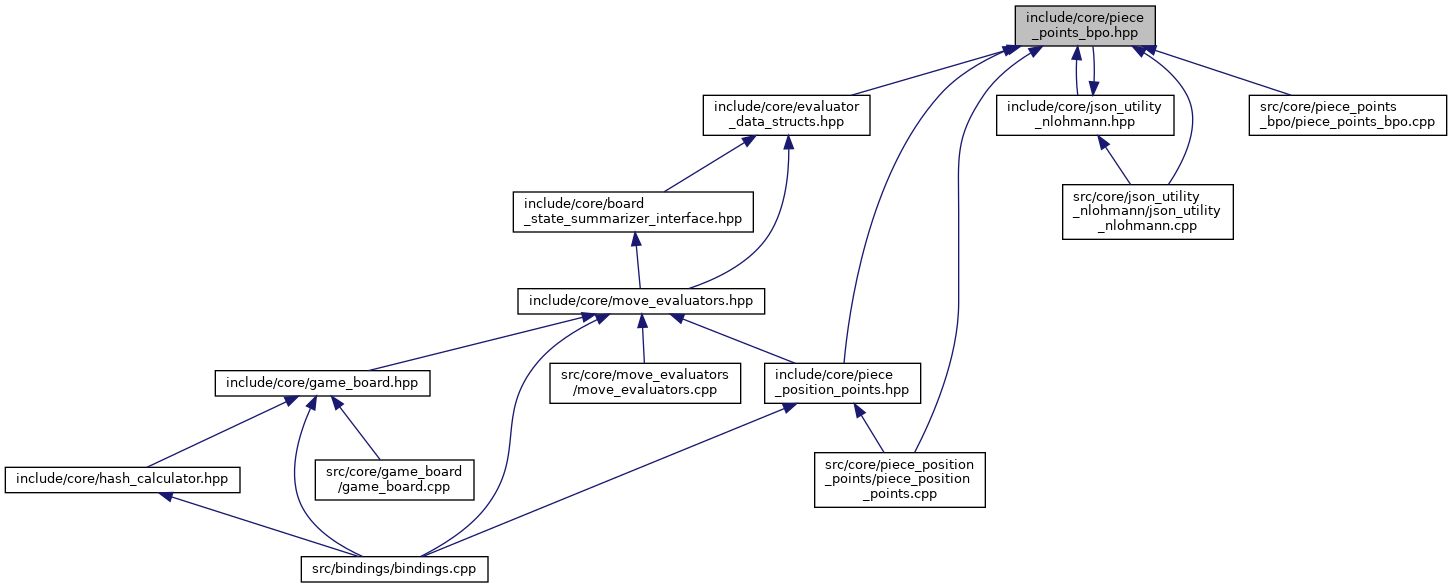 include/core/piece
_points_bpo.hpp
include/core/evaluator
_data_structs.hpp
include/core/json_utility
_nlohmann.hpp
src/core/piece_points
_bpo/piece_points_bpo.cpp
include/core/board
_state_summarizer_interface.hpp
src/core/json_utility
_nlohmann/json_utility
_nlohmann.cpp
include/core/move_evaluators.hpp
include/core/game_board.hpp
src/core/move_evaluators
/move_evaluators.cpp
include/core/piece
_position_points.hpp
include/core/hash_calculator.hpp
src/core/game_board
/game_board.cpp
src/core/piece_position
_points/piece_position
_points.cpp
src/bindings/bindings.cpp